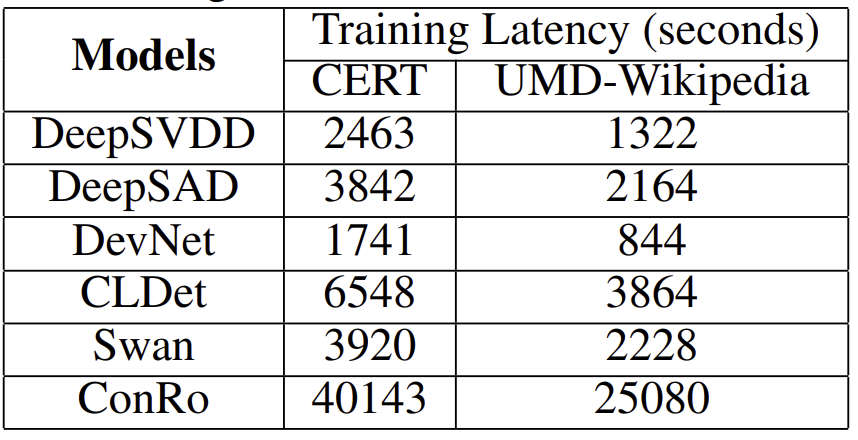 Models Training Latency (seconds)
CERT UMD-Wikipedia
DeepSVDD 2463 1322
DeepSAD 3842 2164
DevNet 1741 844
CLDet 6548 3864
Swan 3920 2228
ConRo 40143 25080